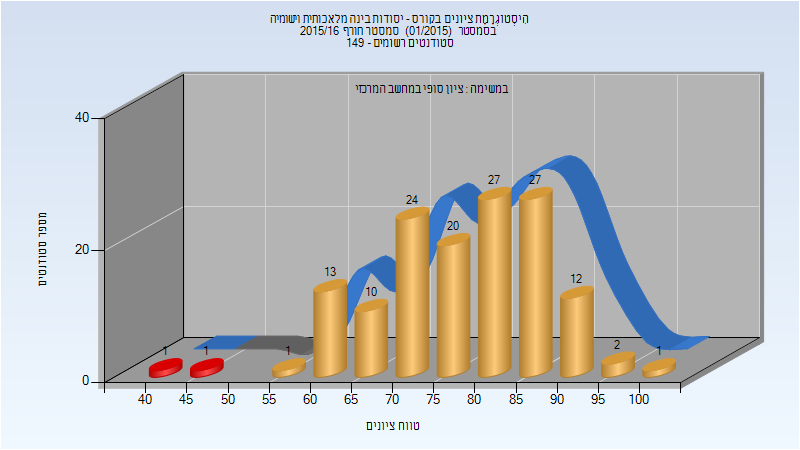 היסטוגרמת ציונים בקורס - יסודות בינה מלאכותית וישומיה
בסמסטר (01/2015) סמסטר חורף 2015/16
סטודנטים רשומים - 149
במשימה : ציון סופי במחשב המרכזי
מספר סטודנטים
40
20
0
1
1
1
13
10
24
20
27
27
12
2
1
40 45 50 55 60 65 70 75 80 85 90 95 100
טווח ציונים